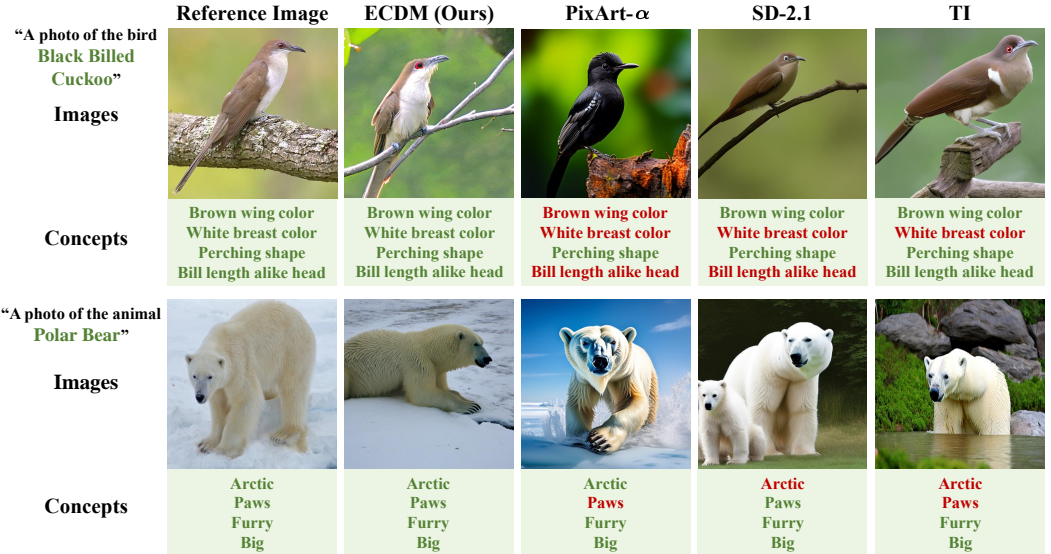 Reference Image
ECDM (Ours)
PixArt-α
SD-2.1
TI
“A photo of the bird
Black Billed
Cuckoo”
Images
Concepts
Brown wing color
White breast color
Perching shape
Bill length alike head
Brown wing color
White breast color
Perching shape
Bill length alike head
Brown wing color
White breast color
Perching shape
Bill length alike head
Brown wing color
White breast color
Perching shape
Bill length alike head
Brown wing color
White breast color
Perching shape
Bill length alike head
“A photo of the animal
Polar Bear”
Images
Concepts
Arctic
Paws
Furry
Big
Arctic
Paws
Furry
Big
Arctic
Paws
Furry
Big
Arctic
Paws
Furry
Big
Arctic
Paws
Furry
Big